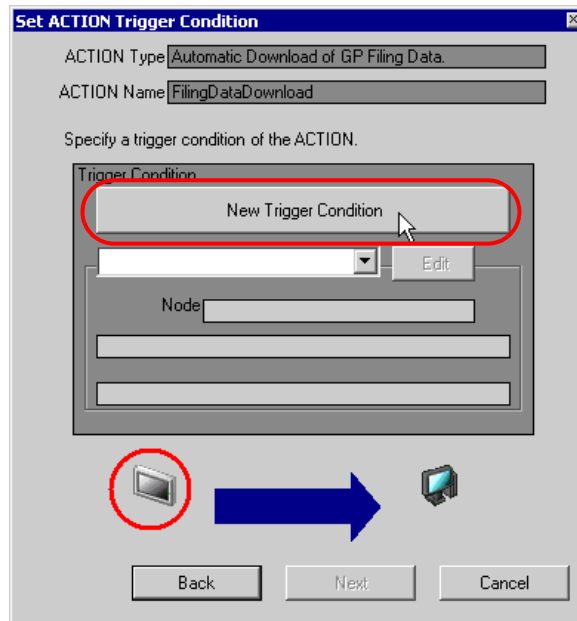 Set ACTION Trigger Condition
ACTION Type Automatic Download of GP Filing Data.
ACTION Name FilingDataDownload
Specify a trigger condition of the ACTION.
Trigger Condition
New Trigger Condition
Edit
Node
Back Next Cancel